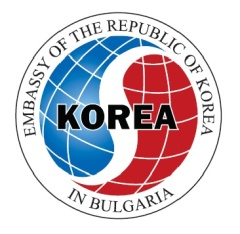 EMBASSY OF THE REPUBLIC OF KOREA
KOREA
IN BULGARIA